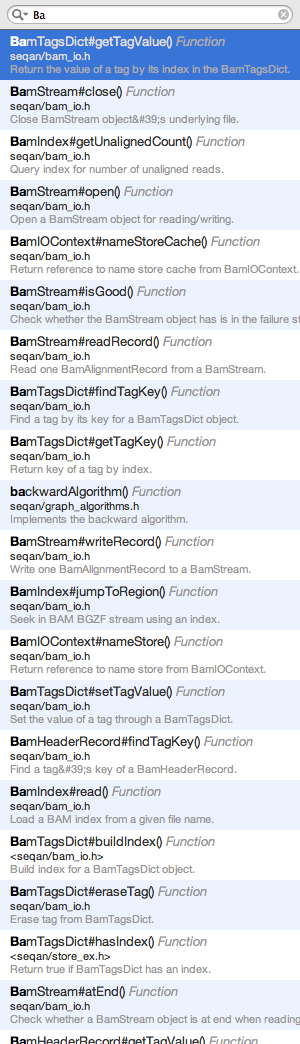 Ba
BamTagsDict#getTagValue() Function
seqan/bam_io.h
Return the value of a tag by its index in the BamTagsDict.
BamStream#close() Function
seqan/bam_io.h
Close BamStream object&#39;s underlying file.
BamIndex#getUnalignedCount() Function
seqan/bam_io.h
Query index for number of unaligned reads.
BamStream#open() Function
seqan/bam_io.h
Open a BamStream object for reading/writing.
BamIOContext#nameStoreCache() Function
seqan/bam_io.h
Return reference to name store cache from BamIOContext.
BamStream#isGood() Function
seqan/bam_io.h
Check whether the BamStream object has is in the failure st
BamStream#readRecord() Function
seqan/bam_io.h
Read one BamAlignmentRecord from a BamStream.
BamTagsDict#findTagKey() Function
seqan/bam_io.h
Find a tag by its key for a BamTagsDict object.
BamTagsDict#getTagKey() Function
seqan/bam_io.h
Return key of a tag by index.
backwardAlgorithm() Function
seqan/graph_algorithms.h
Implements the backward algorithm.
BamStream#writeRecord() Function
seqan/bam_io.h
Write one BamAlignmentRecord to a BamStream.
BamIndex#jumpToRegion() Function
seqan/bam_io.h
Seek in BAM BGZF stream using an index.
BamIOContext#nameStore() Function
seqan/bam_io.h
Return reference to name store from BamIOContext.
BamTagsDict#setTagValue() Function
seqan/bam_io.h
Set the value of a tag through a BamTagsDict.
BamHeaderRecord#findTagKey() Function
seqan/bam_io.h
Find a tag&#39;s key of a BamHeaderRecord.
BamIndex#read() Function
seqan/bam_io.h
Load a BAM index from a given file name.
BamTagsDict#buildIndex() Function
<seqan/bam_io.h>
Build index for a BamTagsDict object.
BamTagsDict#eraseTag() Function
seqan/bam_io.h
Erase tag from BamTagsDict.
BamTagsDict#hasIndex() Function
<seqan/store_ex.h>
Return true if BamTagsDict has an index.
BamStream#atEnd() Function
seqan/bam_io.h
Check whether a BamStream object is at end when reading
BamHeaderRecord#getTagValue() Function